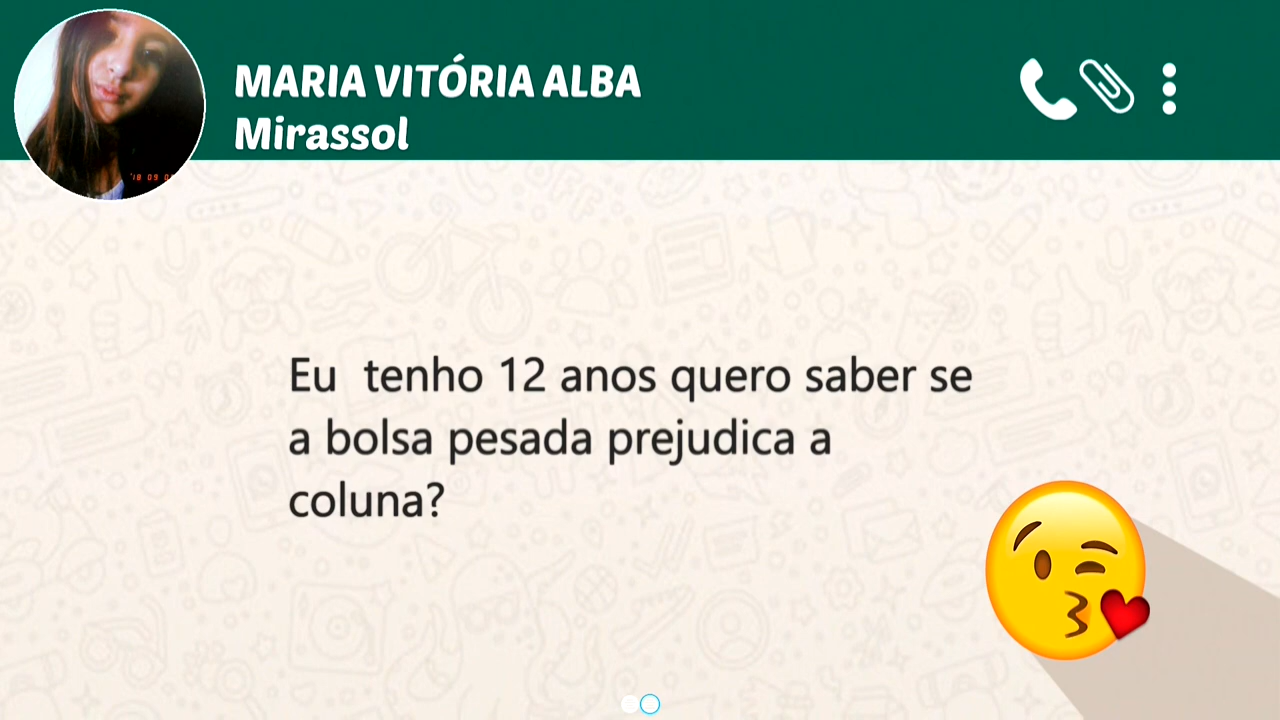 MARIA VITÓRIA ALBA
Mirassol
Eu tenho 12 anos quero saber se
a bolsa pesada prejudica a
coluna?